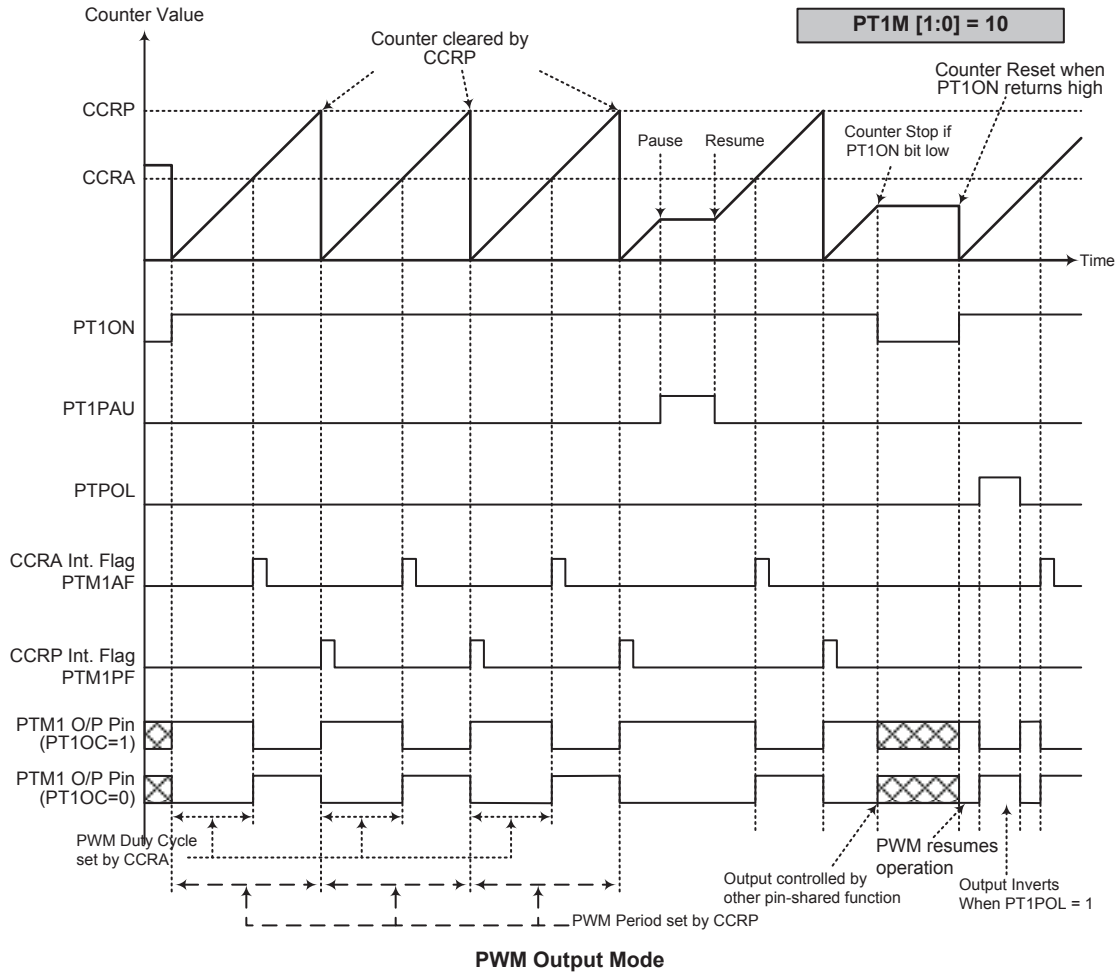 Counter Value
PT1M [1:0] = 10
Counter cleared by
CCRP
Counter Reset when
PT1ON returns high
CCRP
Pause
Resume
Counter Stop if
PT1ON bit low
CCRA
Time
PT1ON
PT1PAU
PTPOL
CCRA Int. Flag
PTM1AF
CCRP Int. Flag
PTM1PF
PTM1 O/P Pin
(PT1OC=1)
PTM1 O/P Pin
(PT1OC=0)
PWM Duty Cycle
set by CCRA
PWM resumes
operation
Output controlled by
other pin-shared function
Output Inverts
When PT1POL = 1
PWM Period set by CCRP
PWM Output Mode